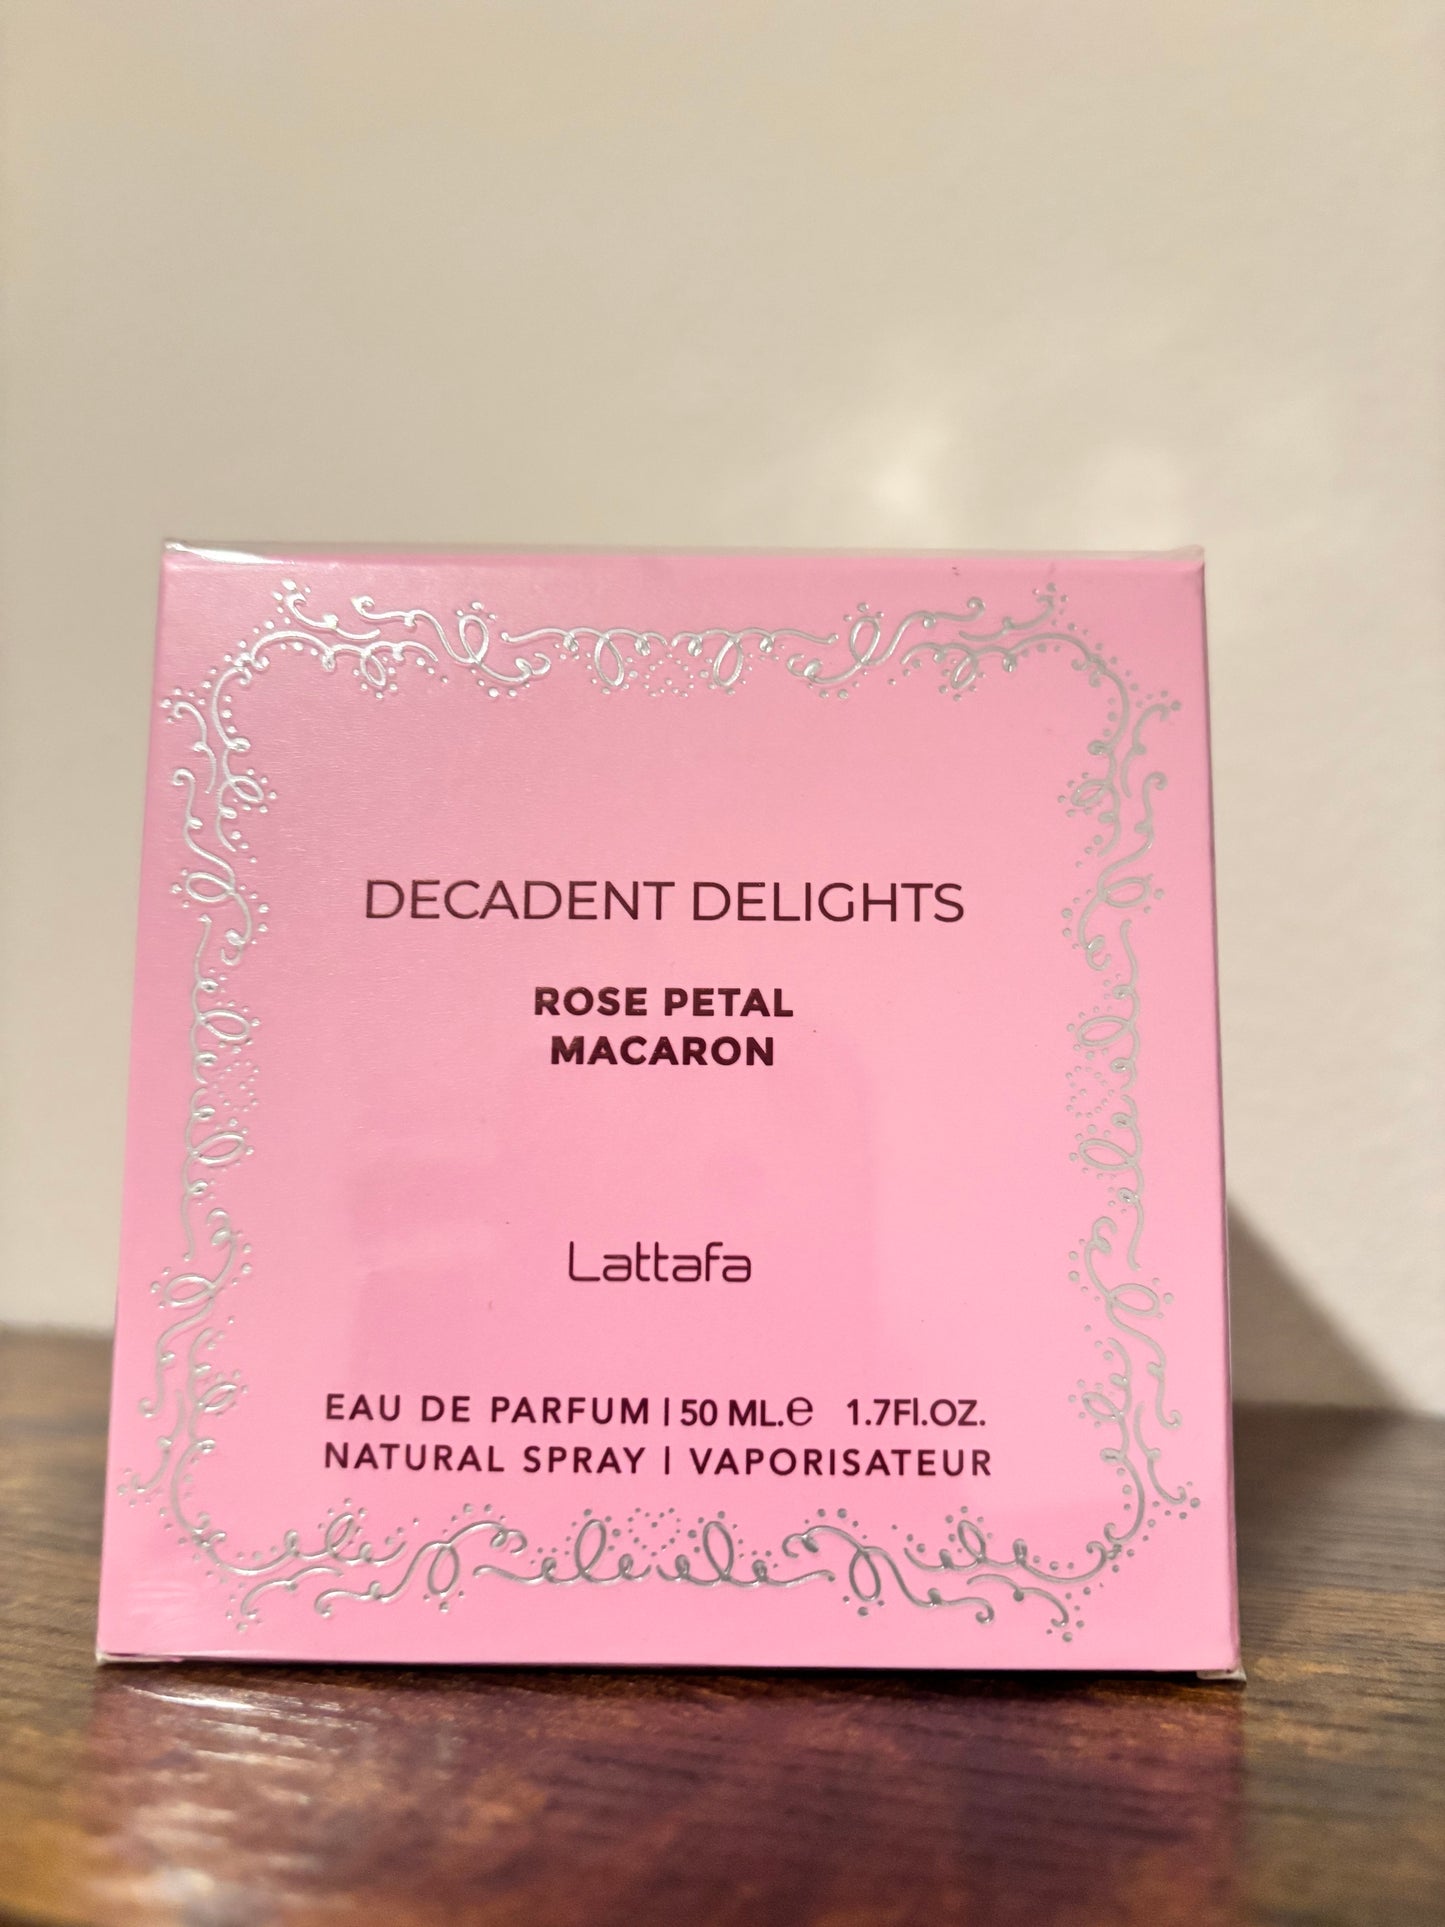 DECADENT DELIGHTS
ROSE PETAL
MACARON
Lattafa
EAU DE PARFUM | 50 ML.℮ 1.7Fl.OZ.
NATURAL SPRAY | VAPORISATEUR